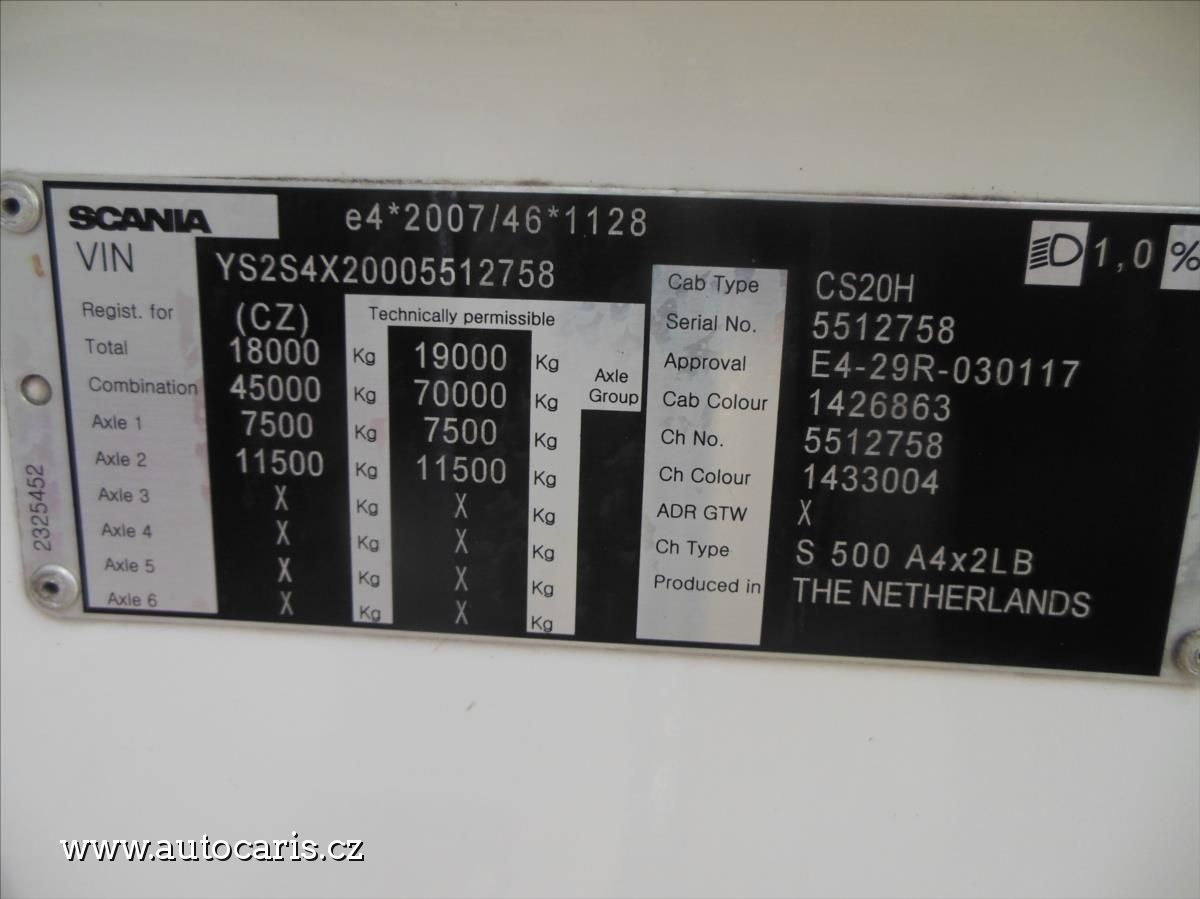 SCANIA e4*2007/46*1128 1,0 %
VIN YS2S4X20005512758
Regist. for (CZ) Technically permissible
Total 18000 Kg 19000 Kg
Combination 45000 Kg 70000 Kg Axle Group
Axle 1 7500 Kg 7500 Kg
Axle 2 11500 Kg 11500 Kg
Axle 3 X Kg X Kg
Axle 4 X Kg X Kg
Axle 5 X Kg X Kg
Axle 6 X Kg X Kg
Cab Type CS20H
Serial No. 5512758
Approval E4-29R-030117
Cab Colour 1426863
Ch No. 5512758
Ch Colour 1433004
ADR GTW X
Ch Type S 500 A4x2LB
Produced in THE NETHERLANDS
2325452
www.autocaris.cz